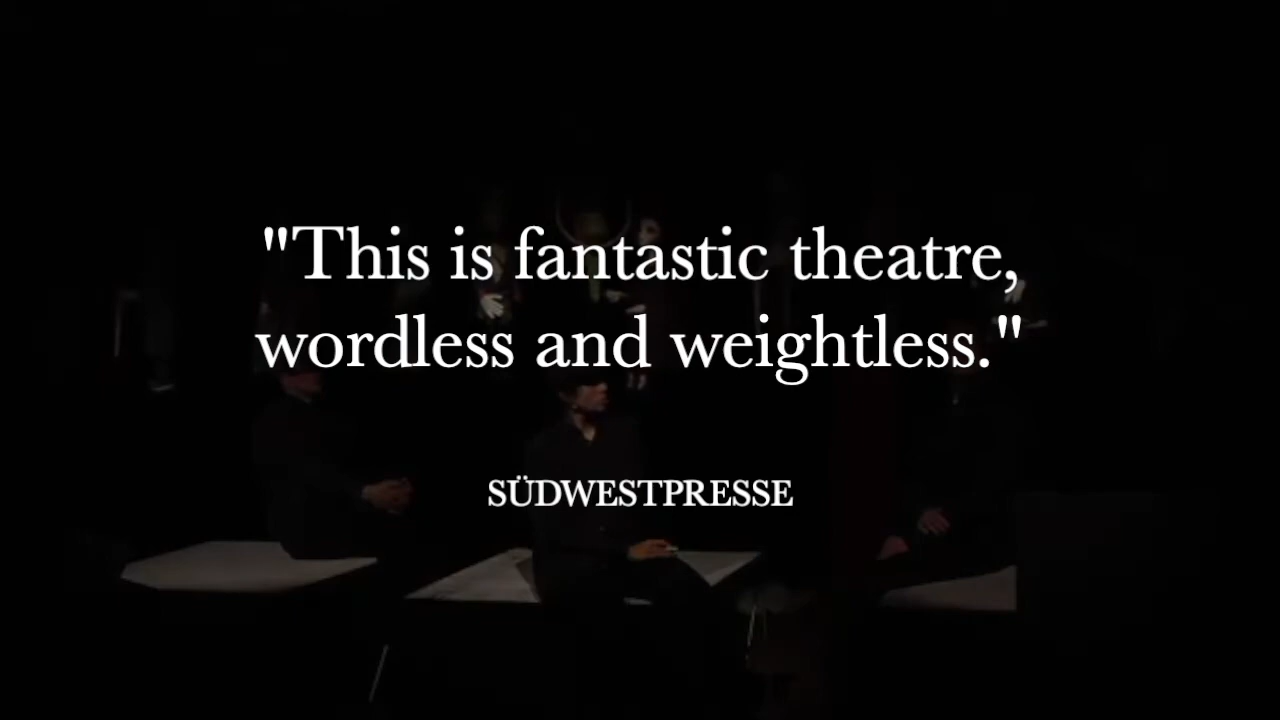 "This is fantastic theatre,
wordless and weightless."
SÜDWESTPRESSE